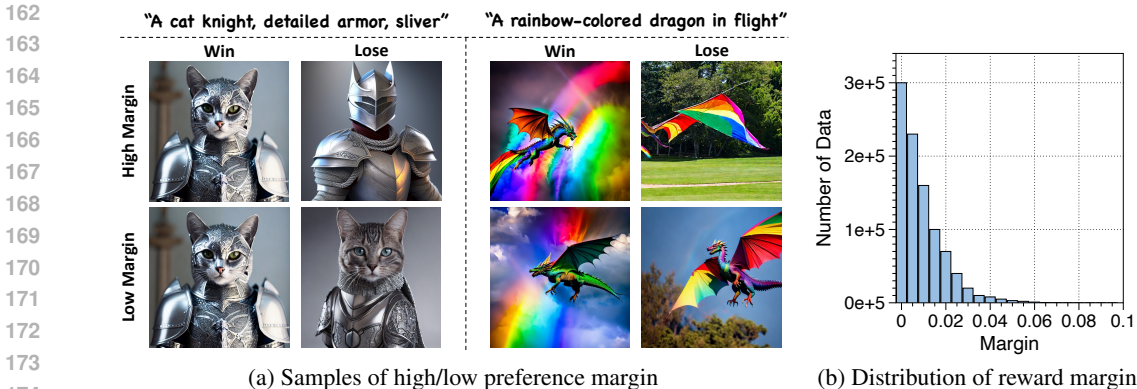 162
163
164
165
166
167
168
169
170
171
172
173
"A cat knight, detailed armor, sliver"
"A rainbow-colored dragon in flight"
Win
Lose
Win
Lose
High Margin
Low Margin
(a) Samples of high/low preference margin
Number of Data
3e+5
2e+5
1e+5
0e+5
0
0.02
0.04
0.06
0.08
0.1
Margin
(b) Distribution of reward margin